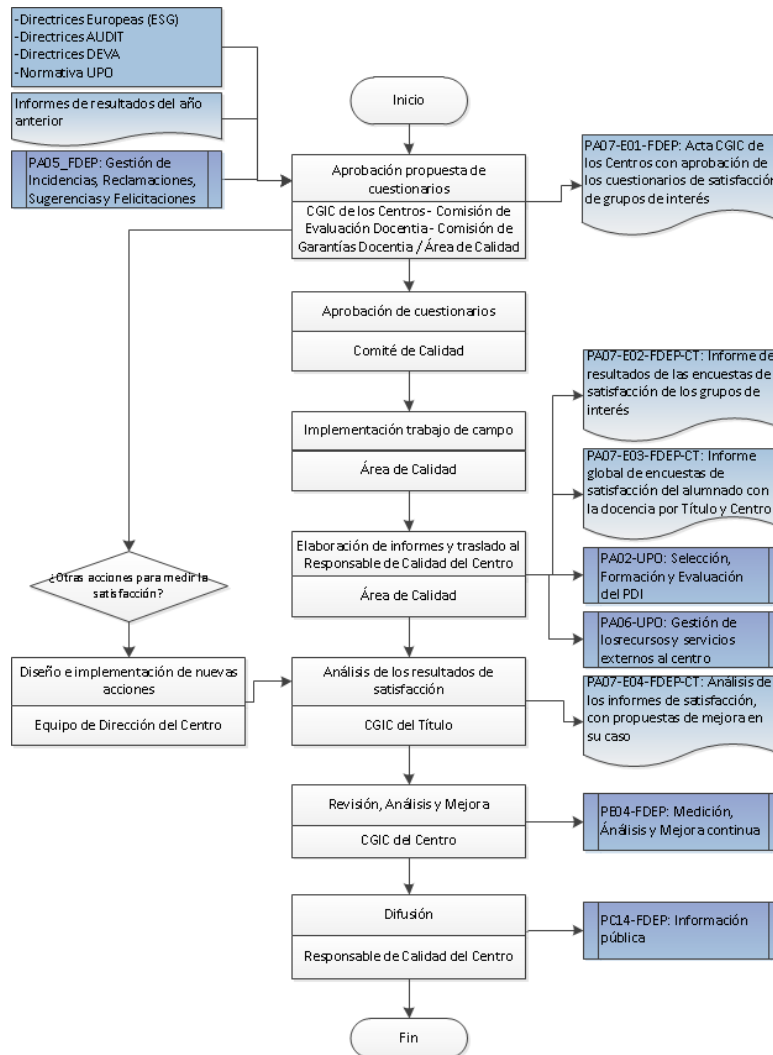 -Directrices Europeas (ESG)
-Directrices AUDIT
-Directrices DEVA
-Normativa UPO
Informes de resultados del año
anterior
PA05_FDEP: Gestión de
Incidencias, Reclamaciones,
Sugerencias y Felicitaciones
Inicio
Aprobación propuesta de
cuestionarios
CGIC de los Centros- Comisión de
Evaluación Docentia- Comisión de
Garantías Docentia / Área de Calidad
PA07-E01-FDEP: Acta CGIC de
los Centros con aprobación de
los cuestionarios de satisfacción
de grupos de interés
Aprobación de cuestionarios
Comité de Calidad
Implementación trabajo de campo
Área de Calidad
PA07-E02-FDEP-CT: Informe de
resultados de las encuestas de
satisfacción de los grupos de
interés
PA07-E03-FDEP-CT: Informe
global de encuestas de
satisfacción del alumnado con
la docencia por Título y Centro
Elaboración de informes y traslado al
Responsable de Calidad del Centro
Área de Calidad
PA02-UPO: Selección,
Formación y Evaluación
del PDI
PA06-UPO: Gestión de
losrecursos y servicios
externos al centro
¿Otras acciones para medir la
satisfacción?
Diseño e implementación de nuevas
acciones
Equipo de Dirección del Centro
Análisis de los resultados de
satisfacción
CGIC del Título
PA07-E04-FDEP-CT: Análisis de
los informes de satisfacción,
con propuestas de mejora en
su caso
Revisión, Análisis y Mejora
CGIC del Centro
PE04-FDEP: Medición,
Ánálisis y Mejora continua
Difusión
Responsable de Calidad del Centro
PC14-FDEP: Información
pública
Fin